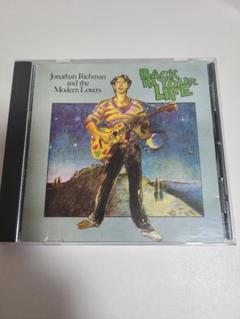 Jonathan Richman
and the
Modern Lovers
BACK
IN YOUR
LIFE